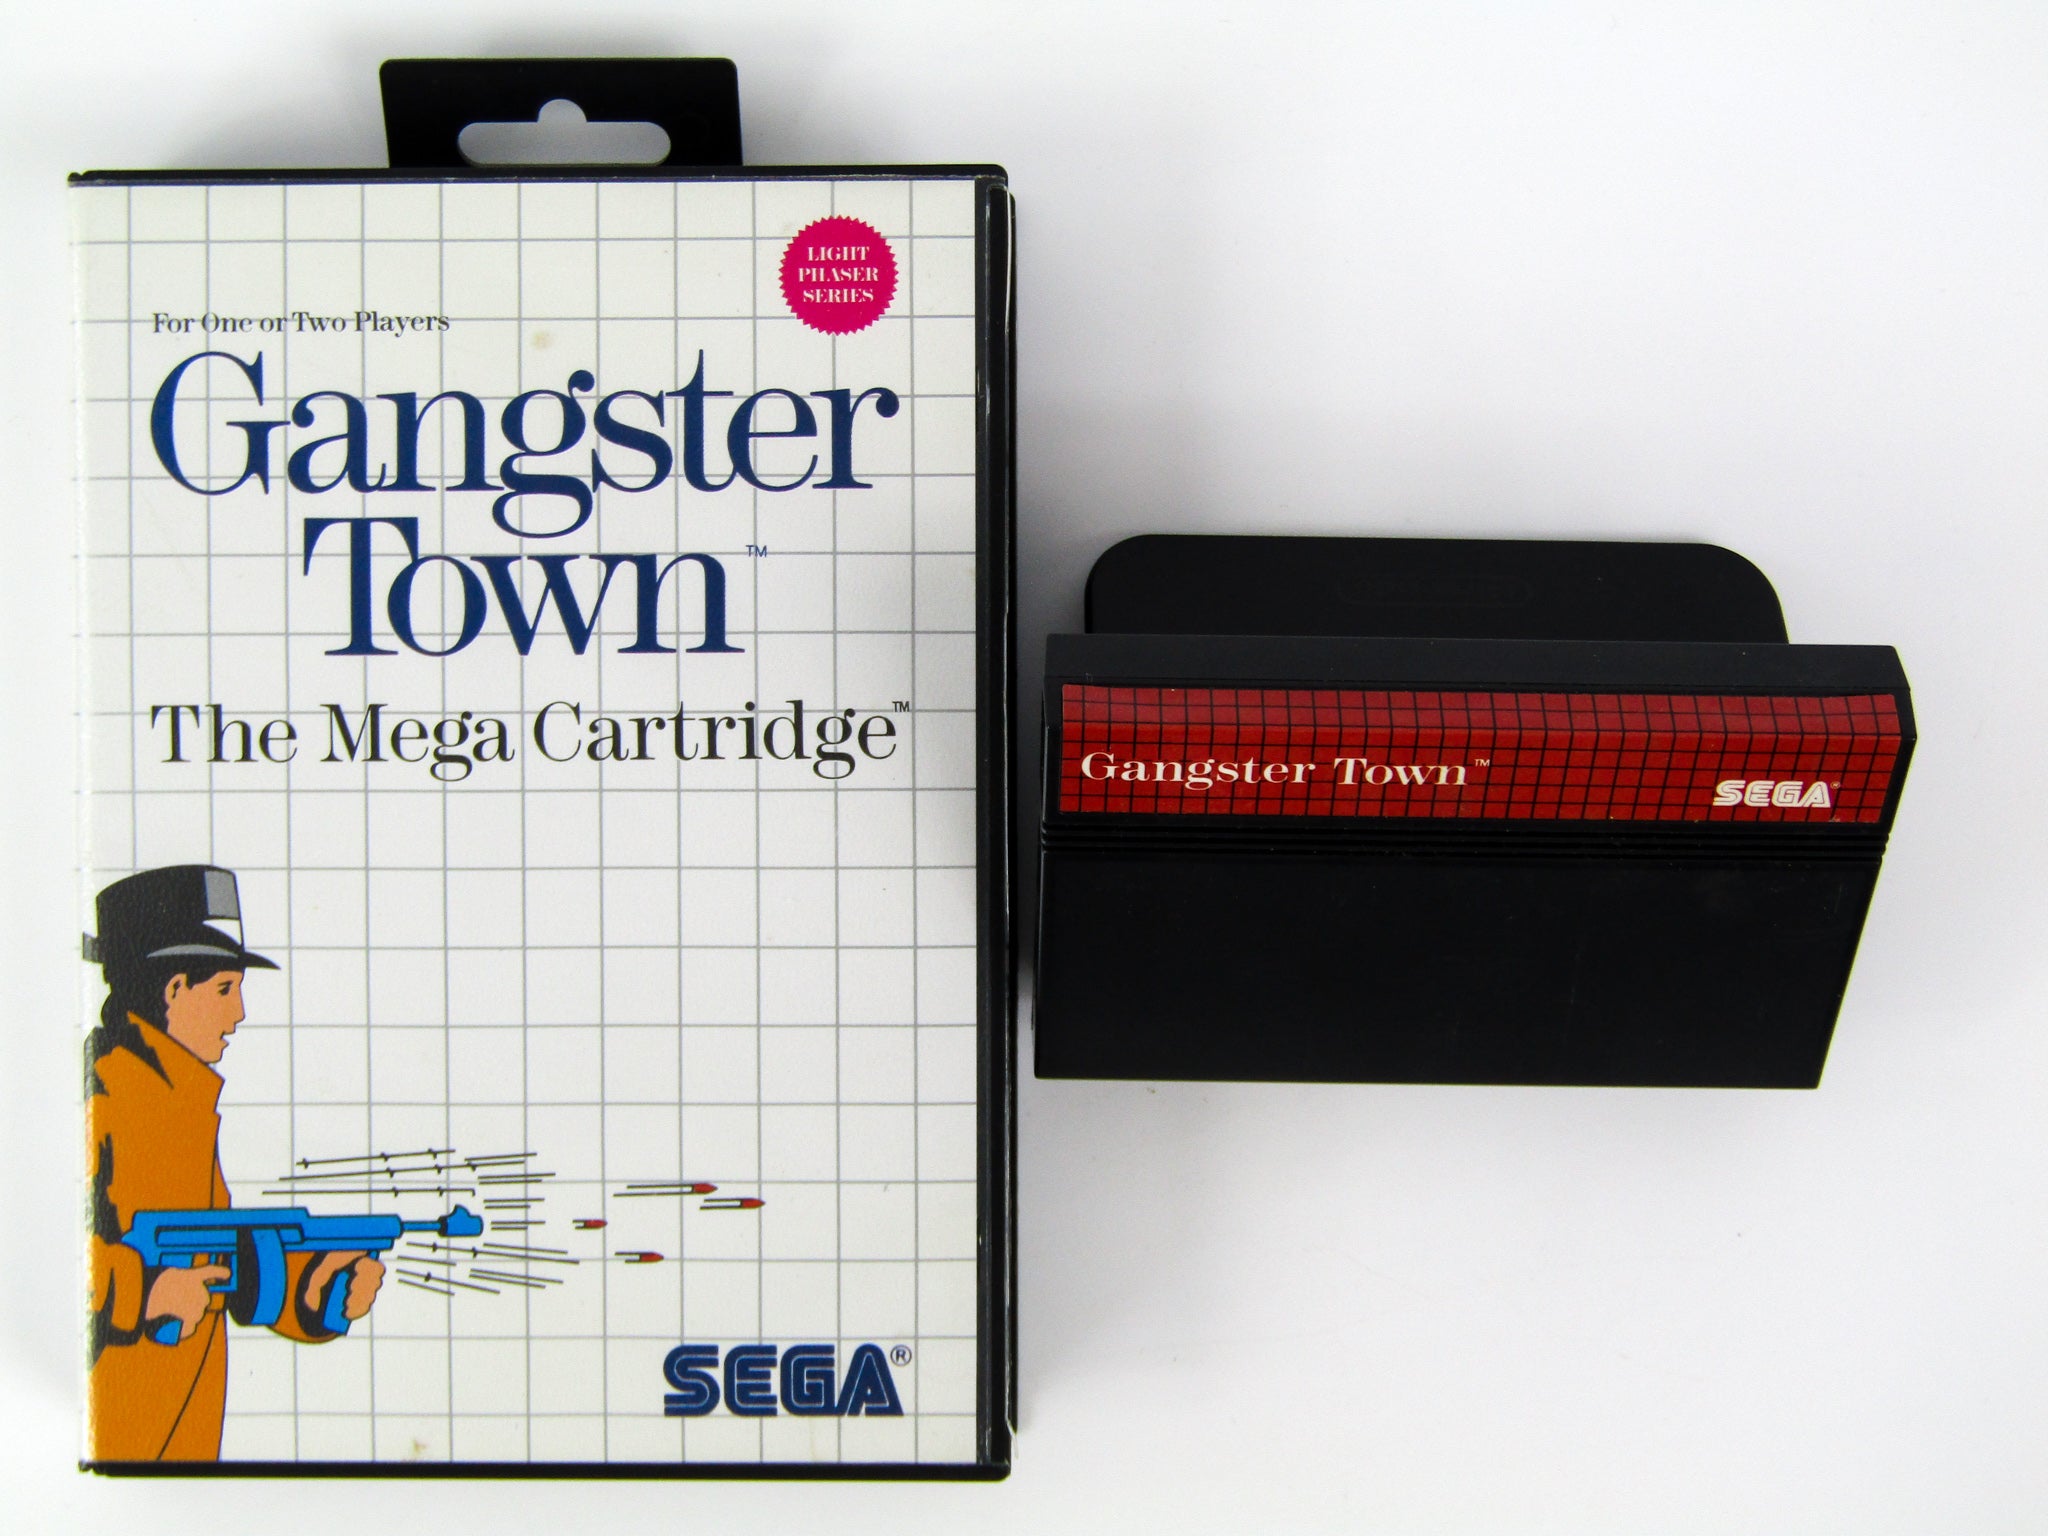 LIGHT
PHASER
SERIES
For One or Two Players
Gangster
Town™
The Mega Cartridge™
SEGA®
Gangster Town™
SEGA®